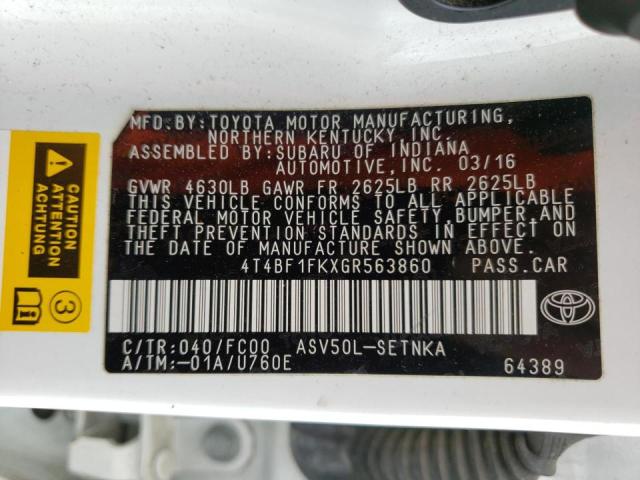 MFD.BY:TOYOTA MOTOR MANUFACTURING,
NORTHERN KENTUCKY,INC.
ASSEMBLED BY:SUBARU OF INDIANA
AUTOMOTIVE,INC. 03/16
GVWR 4630LB GAWR FR 2625LB RR 2625LB
THIS VEHICLE CONFORMS TO ALL APPLICABLE
FEDERAL MOTOR VEHICLE SAFETY,BUMPER,AND
THEFT PREVENTION STANDARDS IN EFFECT ON
THE DATE OF MANUFACTURE SHOWN ABOVE.
4T4BF1FKXGR563860 PASS.CAR
C/TR:040/FC00 ASV50L-SETNKA
A/TM:-01A/U760E
64389
CAUTION
ATTENTION
ACHTUNG
3